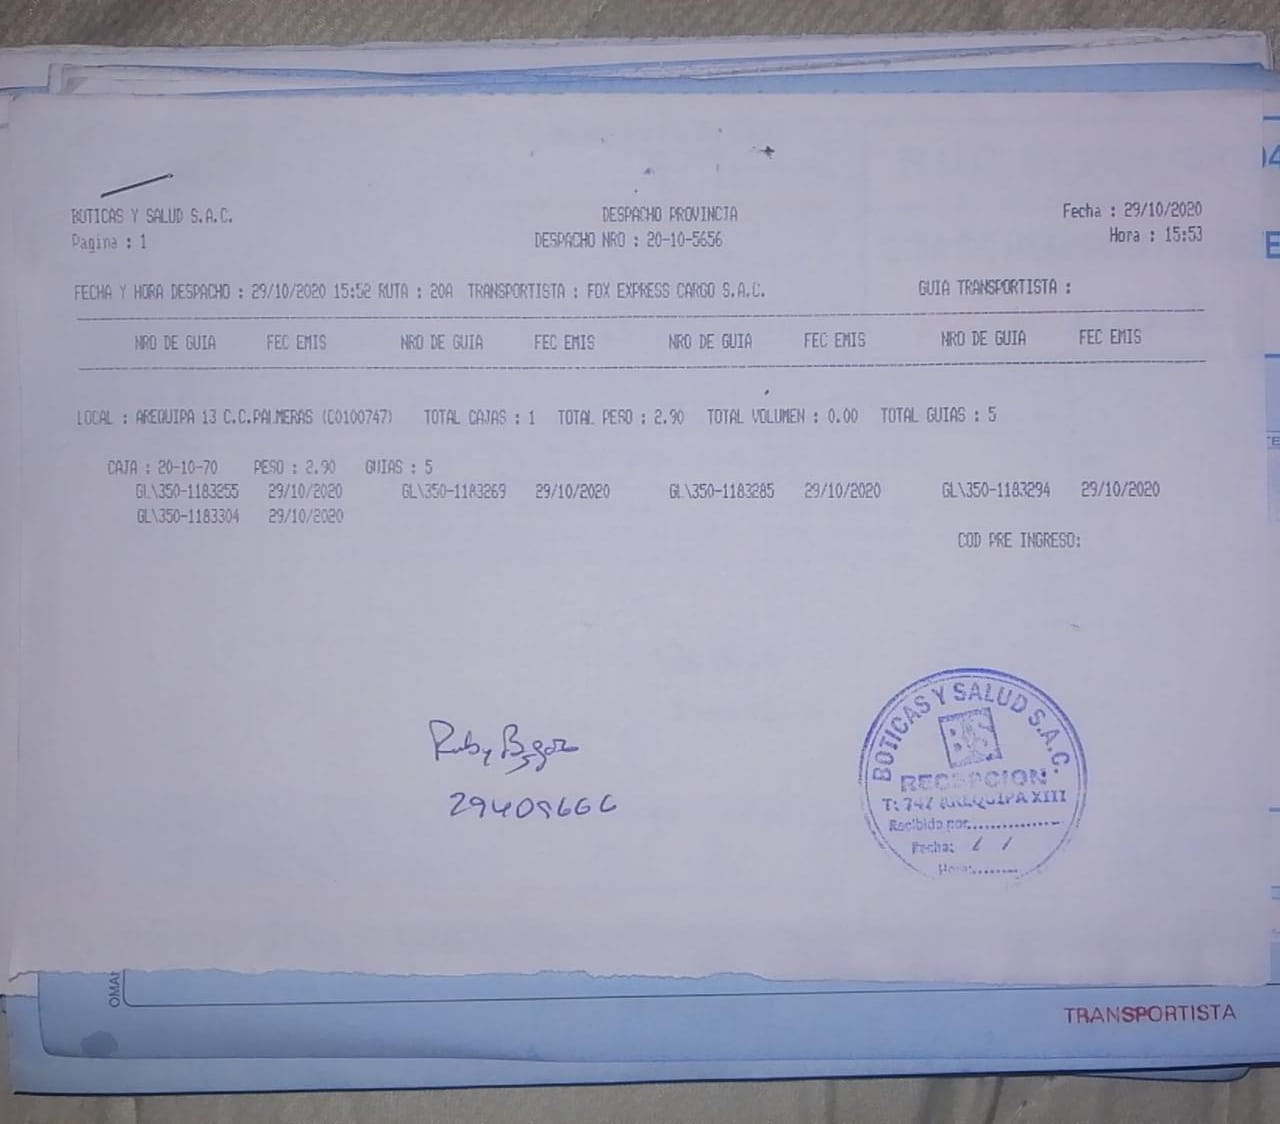 BOTICAS Y SALUD S.A.C.
Pagina : 1
DESPACHO PROVINCIA
DESPACHO NRO : 20-10-5656
Fecha : 29/10/2020
Hora : 15:53
FECHA Y HORA DESPACHO : 29/10/2020 15:52 RUTA : 20A TRANSPORTISTA : FOX EXPRESS CARGO S.A.C. GUIA TRANSPORTISTA :
NRO DE GUIA FEC EMIS NRO DE GUIA FEC EMIS NRO DE GUIA FEC EMIS NRO DE GUIA FEC EMIS
LOCAL : AREQUIPA 13 C.C.PALMERAS (C0100747) TOTAL CAJAS : 1 TOTAL PESO : 2.90 TOTAL VOLUMEN : 0.00 TOTAL GUIAS : 5
CAJA : 20-10-70 PESO : 2.90 GUIAS : 5
GL\350-1183255 29/10/2020 GL\350-1183269 29/10/2020 GL\350-1183285 29/10/2020 GL\350-1183294 29/10/2020
GL\350-1183304 29/10/2020
COD PRE INGRESO:
Ruby
BOTICAS Y SALUD S.A.C.
BS
RECEPCION
T: 747 AREQUIPA XIII
Recibido por
Fecha: / /
Hora:
TRANSPORTISTA